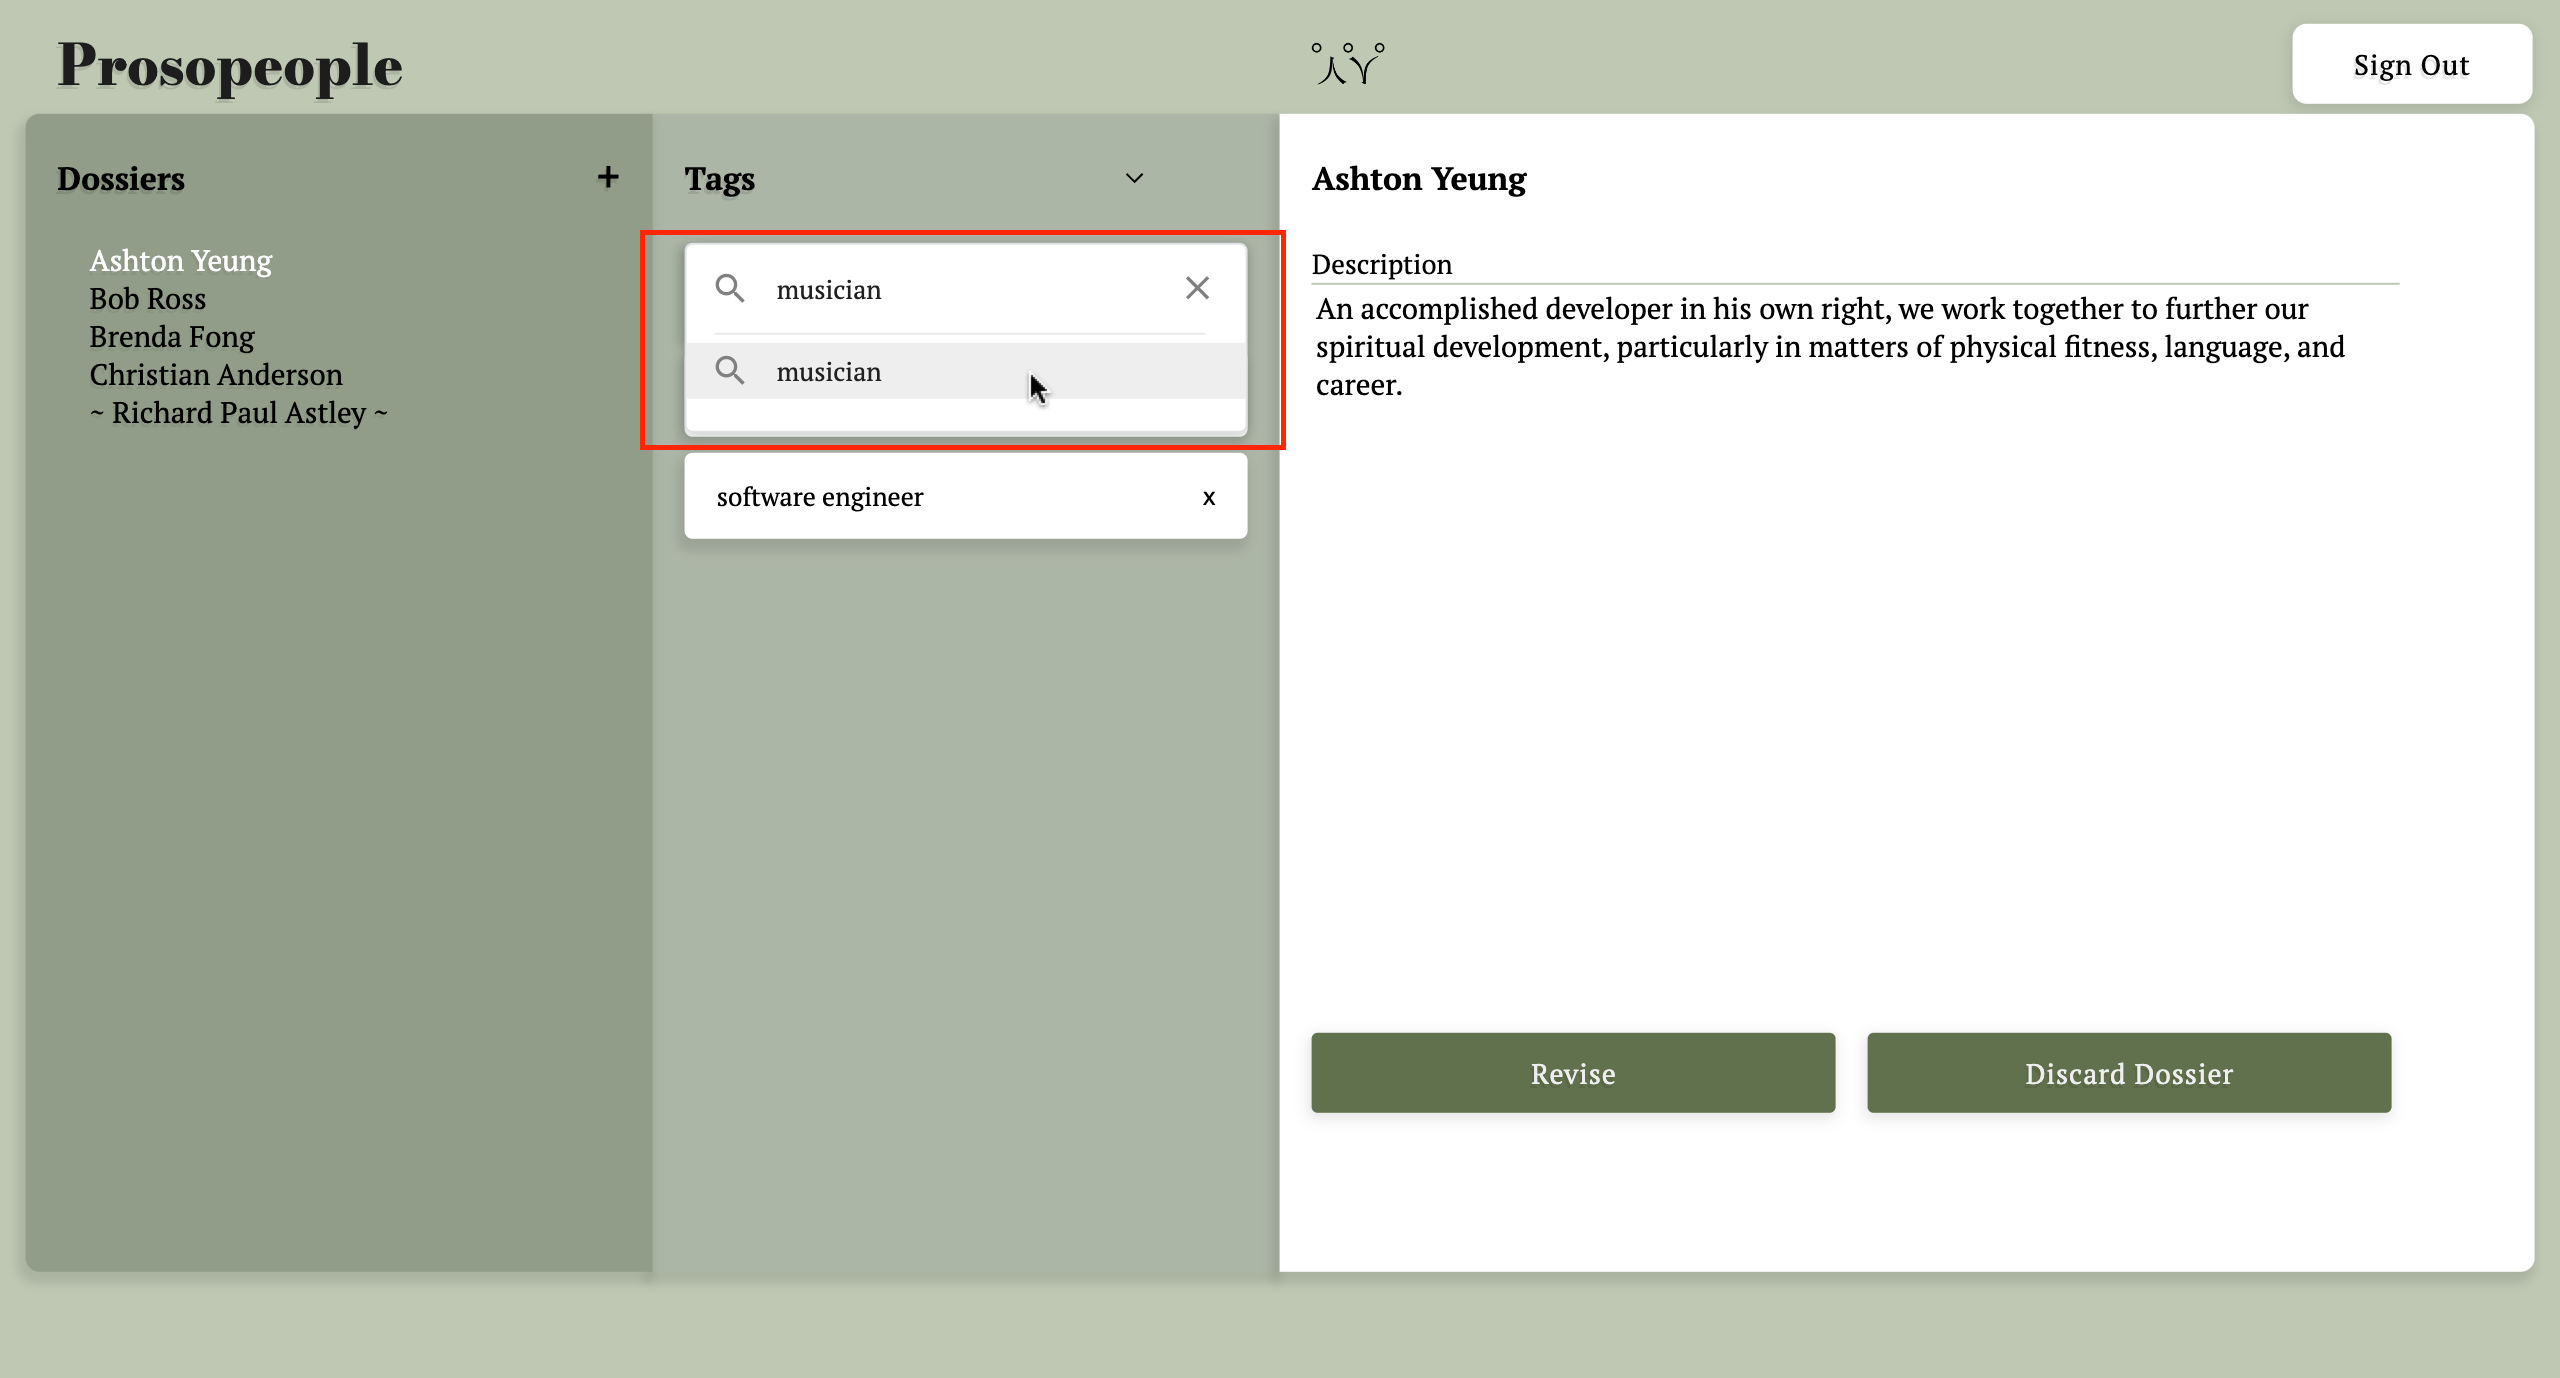 Prosopeople
Sign Out
Dossiers +
Ashton Yeung
Bob Ross
Brenda Fong
Christian Anderson
~ Richard Paul Astley ~
Tags
musician
musician
software engineer x
Ashton Yeung
Description
An accomplished developer in his own right, we work together to further our
spiritual development, particularly in matters of physical fitness, language, and
career.
Revise
Discard Dossier